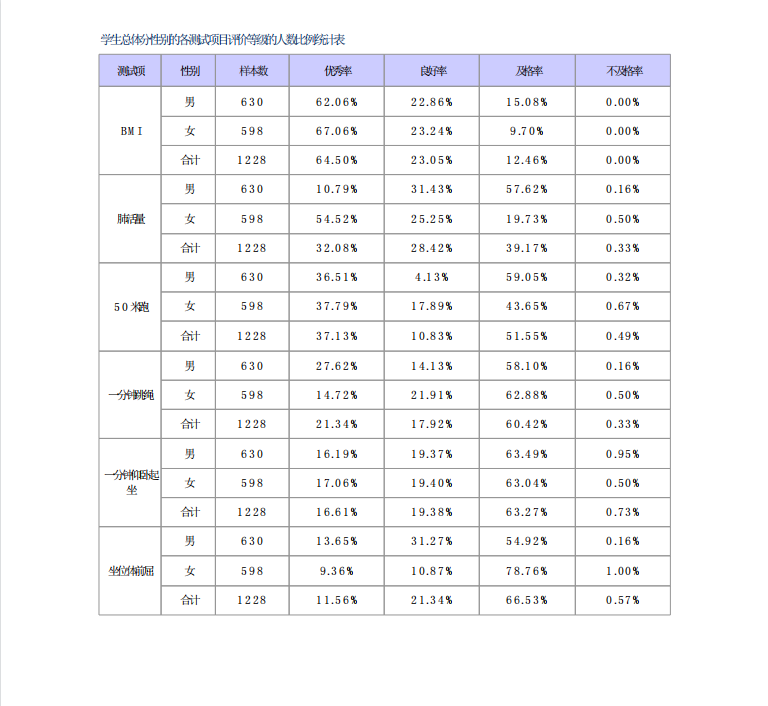 学生总体分性别的各测试项目评价等级的人数比例统计表
测试项 性别 样本数 优秀率 良好率 及格率 不及格率
BMI 男 630 62.06% 22.86% 15.08% 0.00%
女 598 67.06% 23.24% 9.70% 0.00%
合计 1228 64.50% 23.05% 12.46% 0.00%
肺活量 男 630 10.79% 31.43% 57.62% 0.16%
女 598 54.52% 25.25% 19.73% 0.50%
合计 1228 32.08% 28.42% 39.17% 0.33%
50米跑 男 630 36.51% 4.13% 59.05% 0.32%
女 598 37.79% 17.89% 43.65% 0.67%
合计 1228 37.13% 10.83% 51.55% 0.49%
一分钟跳绳 男 630 27.62% 14.13% 58.10% 0.16%
女 598 14.72% 21.91% 62.88% 0.50%
合计 1228 21.34% 17.92% 60.42% 0.33%
一分钟仰卧起坐 男 630 16.19% 19.37% 63.49% 0.95%
女 598 17.06% 19.40% 63.04% 0.50%
合计 1228 16.61% 19.38% 63.27% 0.73%
坐位体前屈 男 630 13.65% 31.27% 54.92% 0.16%
女 598 9.36% 10.87% 78.76% 1.00%
合计 1228 11.56% 21.34% 66.53% 0.57%